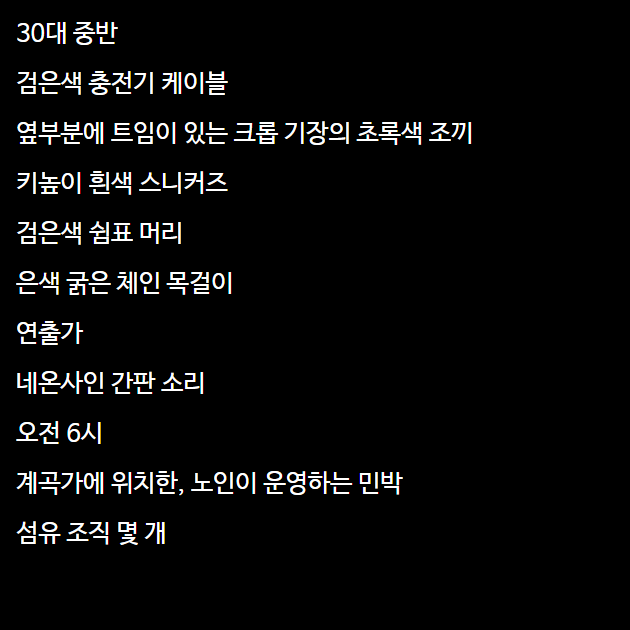 30대 중반
검은색 충전기 케이블
옆부분에 트임이 있는 크롭 기장의 초록색 조끼
키높이 흰색 스니커즈
검은색 쉼표 머리
은색 굵은 체인 목걸이
연출가
네온사인 간판 소리
오전 6시
계곡가에 위치한, 노인이 운영하는 민박
섬유 조직 몇 개